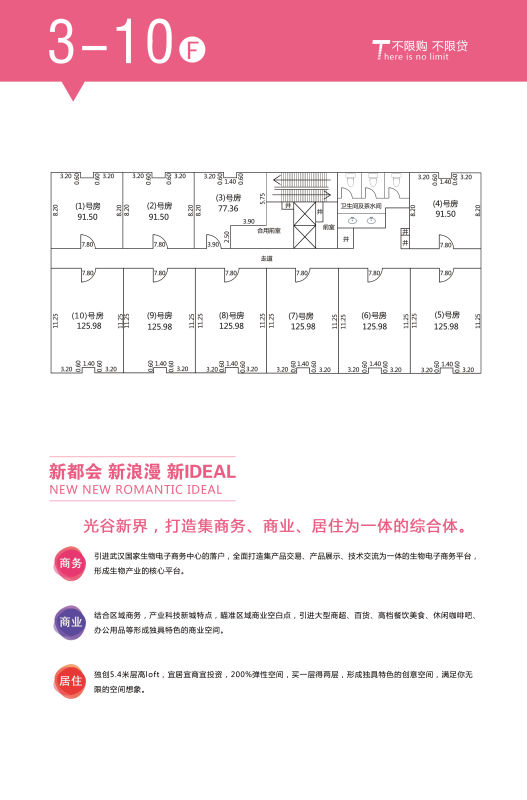 3-10 F
不限购 不限贷
There is no limit
3.20 0.60 1.40 0.60 3.20
3.20 0.60 0.60 3.20
3.20 0.60 1.40 0.60
3.20 0.60 1.40 0.60 3.20
(1)号房
91.50
(2)号房
91.50
(3)号房
77.36
(4)号房
91.50
8.20 8.20 8.20 8.20 8.20 8.20
5.75
3.90
2.50
合用前室
井
井
前室
井
卫生间及茶水间
井
井
7.80 7.80 3.90 7.80
走道
7.80 7.80 7.80 7.80 7.80 7.80
(10)号房
125.98
(9)号房
125.98
(8)号房
125.98
(7)号房
125.98
(6)号房
125.98
(5)号房
125.98
11.25 11.25 11.25 11.25 11.25 11.25 11.25 11.25 11.25 11.25 11.25 11.25
3.20 0.60 1.40 0.60 3.20
0.60 1.40 0.60 3.20
3.20 0.60 1.40 0.60 3.20
3.20 0.60 1.40 0.60 3.20
3.20 0.60 1.40 0.60 3.20
3.20 0.60 1.40 0.60 3.20
新都会 新浪漫 新IDEAL
NEW NEW ROMANTIC IDEAL
光谷新界，打造集商务、商业、居住为一体的综合体。
商务
引进武汉国家生物电子商务中心的落户，全面打造集产品交易、产品展示、技术交流为一体的生物电子商务平台，
形成生物产业的核心平台。
商业
结合区域商务，产业科技新城特点，瞄准区域商业空白点，引进大型商超、百货、高档餐饮美食、休闲咖啡吧、
办公用品等形成独具特色的商业空间。
居住
独创5.4米层高loft，宜居宜商宜投资，200%弹性空间，买一层得两层，形成独具特色的创意空间，满足你无
限的空间想象。